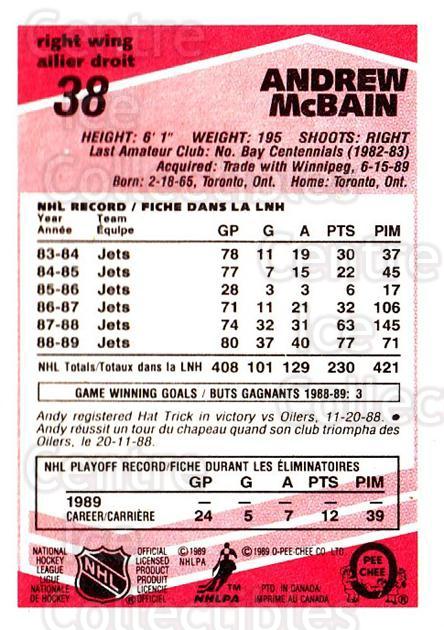 right wing
ailier droit
38
ANDREW
McBAIN
HEIGHT: 6' 1" WEIGHT: 195 SHOOTS: RIGHT
Last Amateur Club: No. Bay Centennials (1982-83)
Acquired: Trade with Winnipeg, 6-15-89
Born: 2-18-65, Toronto, Ont. Home: Toronto, Ont.
NHL RECORD / FICHE DANS LA LNH
Year Team
Année Équipe GP G A PTS PIM
83-84 Jets 78 11 19 30 37
84-85 Jets 77 7 15 22 45
85-86 Jets 28 3 3 6 17
86-87 Jets 71 11 21 32 106
87-88 Jets 74 32 31 63 145
88-89 Jets 80 37 40 77 71
NHL Totals/Totaux dans la LNH 408 101 129 230 421
GAME WINNING GOALS / BUTS GAGNANTS 1988-89: 3
Andy registered Hat Trick in victory vs Oilers, 11-20-88. ●
Andy réussit un tour du chapeau quand son club triompha des
Oilers, le 20-11-88.
NHL PLAYOFF RECORD/FICHE DURANT LES ÉLIMINATOIRES
GP G A PTS PIM
1989 — — — — —
CAREER/CARRIÈRE 24 5 7 12 39
NATIONAL
HOCKEY
LEAGUE
LIGUE
NATIONALE
DE HOCKEY
NHL
®
OFFICIAL
LICENSED
PRODUCT
PRODUIT
LICENCIÉ
OFFICIEL
© 1989
NHLPA
TM
NHLPA
© 1989 O-PEE-CHEE CO. LTD.
PTD. IN CANADA
IMPRIMÉ AU CANADA
O
PEE
CHEE